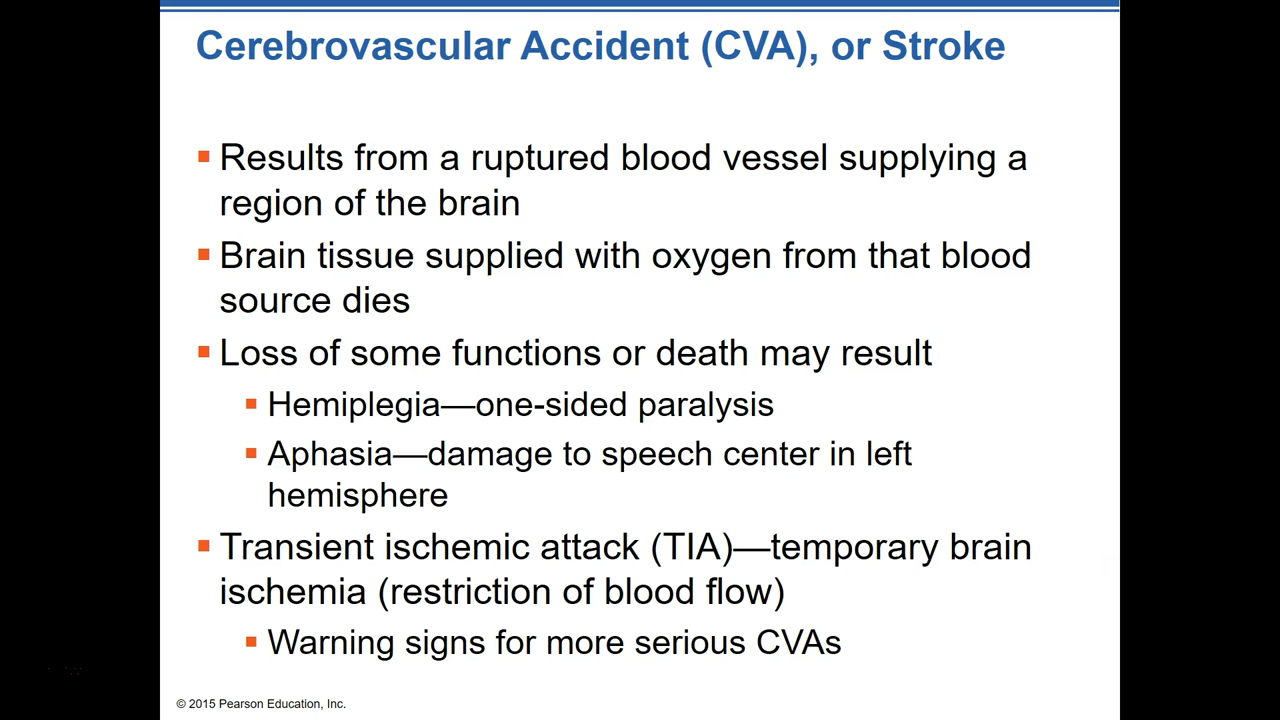 Cerebrovascular Accident (CVA), or Stroke
Results from a ruptured blood vessel supplying a
region of the brain
Brain tissue supplied with oxygen from that blood
source dies
Loss of some functions or death may result
Hemiplegia—one-sided paralysis
Aphasia—damage to speech center in left
hemisphere
Transient ischemic attack (TIA)—temporary brain
ischemia (restriction of blood flow)
Warning signs for more serious CVAs
© 2015 Pearson Education, Inc.